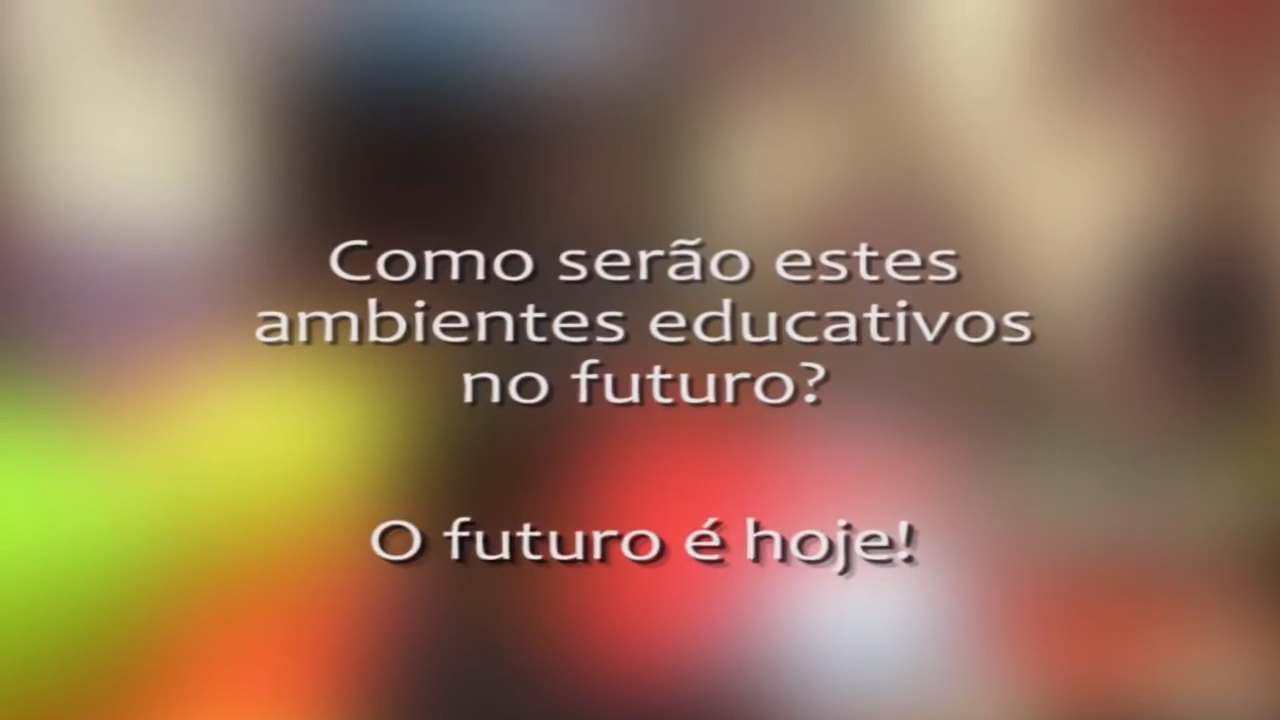 Como serão estes
ambientes educativos
no futuro?
O futuro é hoje!